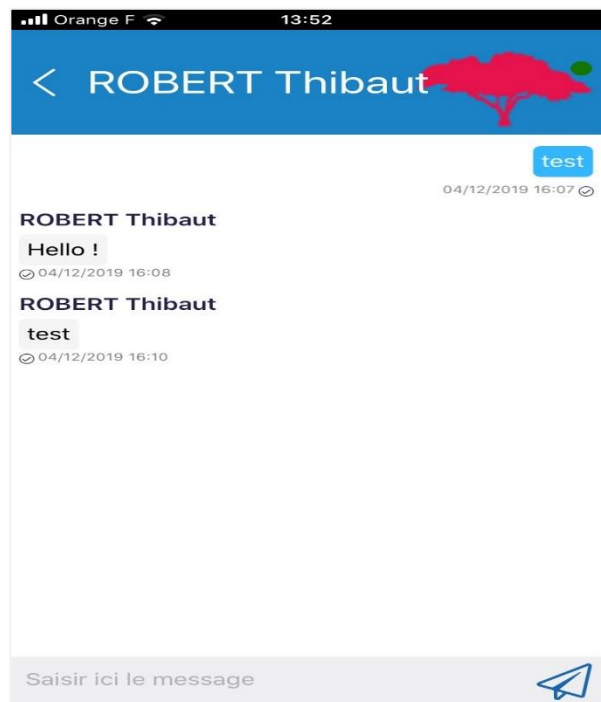 Orange F 13:52
ROBERT Thibaut
test
04/12/2019 16:07
ROBERT Thibaut
Hello !
04/12/2019 16:08
ROBERT Thibaut
test
04/12/2019 16:10
Saisir ici le message